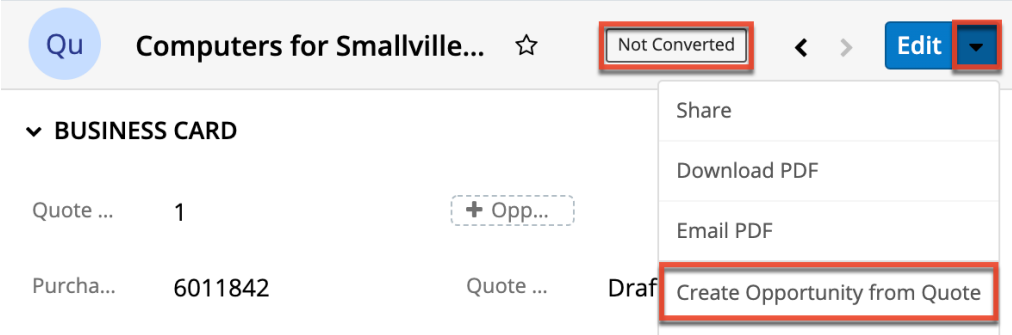 Qu Computers for Smallville... Not Converted Edit
Share
BUSINESS CARD
Download PDF
Quote ... 1 + Opp...
Email PDF
Purcha... 6011842 Quote ... Draf
Create Opportunity from Quote